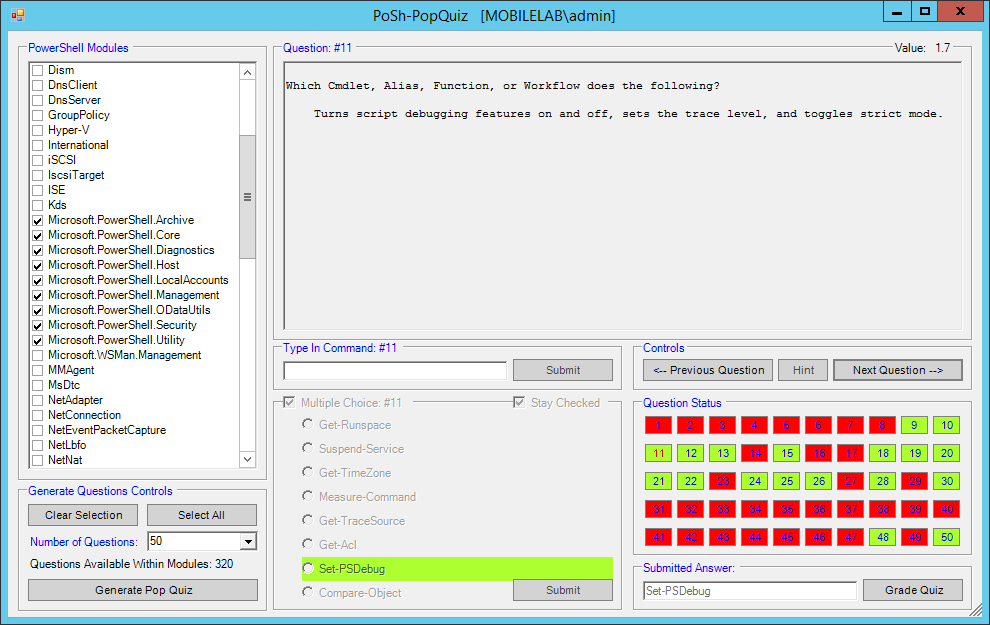 PoSh-PopQuiz [MOBILELAB\admin]
PowerShell Modules
Dism
DnsClient
DnsServer
GroupPolicy
Hyper-V
International
iSCSI
IscsiTarget
ISE
Kds
Microsoft.PowerShell.Archive
Microsoft.PowerShell.Core
Microsoft.PowerShell.Diagnostics
Microsoft.PowerShell.Host
Microsoft.PowerShell.LocalAccounts
Microsoft.PowerShell.Management
Microsoft.PowerShell.ODataUtils
Microsoft.PowerShell.Security
Microsoft.PowerShell.Utility
Microsoft.WSMan.Management
MMAgent
MsDtc
NetAdapter
NetConnection
NetEventPacketCapture
NetLbfo
NetNat
Generate Questions Controls
Clear Selection Select All
Number of Questions: 50
Questions Available Within Modules: 320
Generate Pop Quiz
Question: #11 Value: 1.7
Which Cmdlet, Alias, Function, or Workflow does the following?
Turns script debugging features on and off, sets the trace level, and toggles strict mode.
Type In Command: #11
Submit
Multiple Choice: #11 Stay Checked
Get-Runspace
Suspend-Service
Get-TimeZone
Measure-Command
Get-TraceSource
Get-Acl
Set-PSDebug
Compare-Object
Submit
Controls
<-- Previous Question Hint Next Question -->
Question Status
1 2 3 4 5 6 7 8 9 10
11 12 13 14 15 16 17 18 19 20
21 22 23 24 25 26 27 28 29 30
31 32 33 34 35 36 37 38 39 40
41 42 43 44 45 46 47 48 49 50
Submitted Answer:
Set-PSDebug Grade Quiz